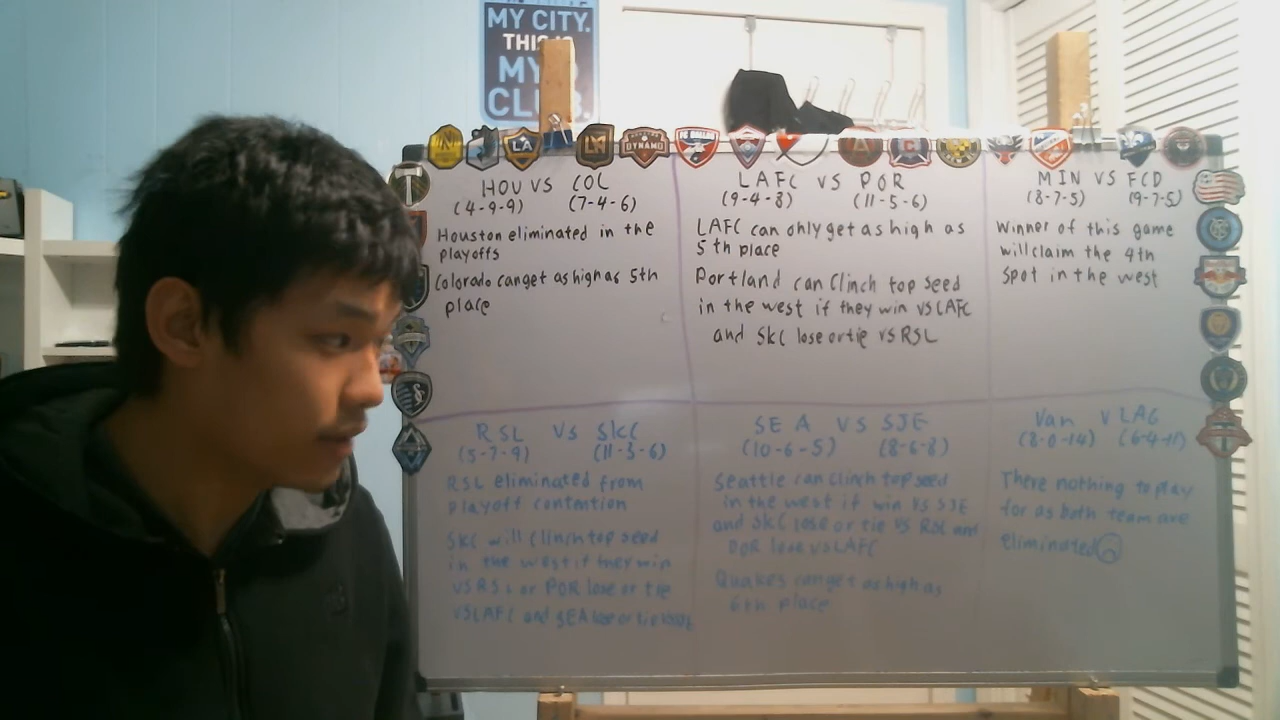 MY CITY.
THIS IS
MY
CLUB.
LA
DYNAMO
HOU VS COL
(4-9-9) (7-4-6)
Houston eliminated in the
playoffs
Colorado can get as high as 5th
place
LAFC VS POR
(9-4-8) (11-5-6)
LAFC can only get as high as
5th place
Portland can clinch top seed
in the west if they win vs LAFC
and SKC lose or tie vs RSL
MIN VS FCD
(8-7-5) (9-7-5)
Winner of this game
will claim the 4th
spot in the west
RSL VS SKC
(5-7-9) (11-3-6)
RSL eliminated from
playoff contention
SKC will clinch top seed
in the west if they win
VS RSL or POR lose or tie
VS LAFC and SEA lose or tie
SEA VS SJE
(10-6-5) (8-6-8)
Seattle can clinch top seed
in the west if win vs SJE
and SKC lose or tie vs RSL and
POR lose vs LAFC
Quakes can get as high as
6th place
Van V LAG
(8-0-14) (6-4-11)
There nothing to play
for as both team are
eliminated